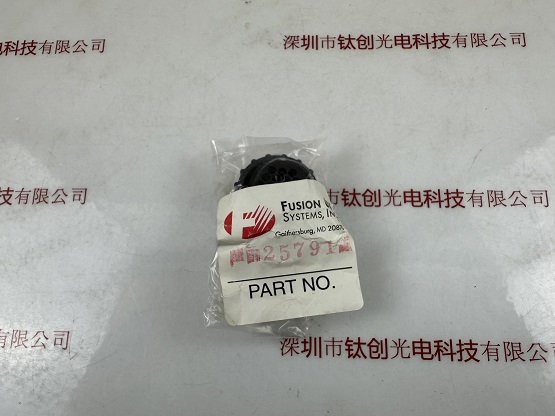 技有限公司
深圳市钛创光电科技有限公司
技有限公司
深圳市钛创光电科技有限公司
FUSION
SYSTEMS, IN
Gaithersburg, MD 208
25791
PART NO.
有限公司
深圳市钛创光电科技有限公司